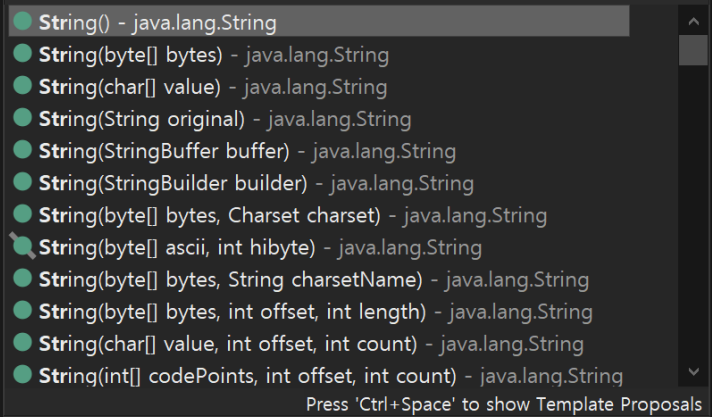 String() - java.lang.String
String(byte[] bytes) - java.lang.String
String(char[] value) - java.lang.String
String(String original) - java.lang.String
String(StringBuffer buffer) - java.lang.String
String(StringBuilder builder) - java.lang.String
String(byte[] bytes, Charset charset) - java.lang.String
String(byte[] ascii, int hibyte) - java.lang.String
String(byte[] bytes, String charsetName) - java.lang.String
String(byte[] bytes, int offset, int length) - java.lang.String
String(char[] value, int offset, int count) - java.lang.String
String(int[] codePoints, int offset, int count) - java.lang.String
Press 'Ctrl+Space' to show Template Proposals